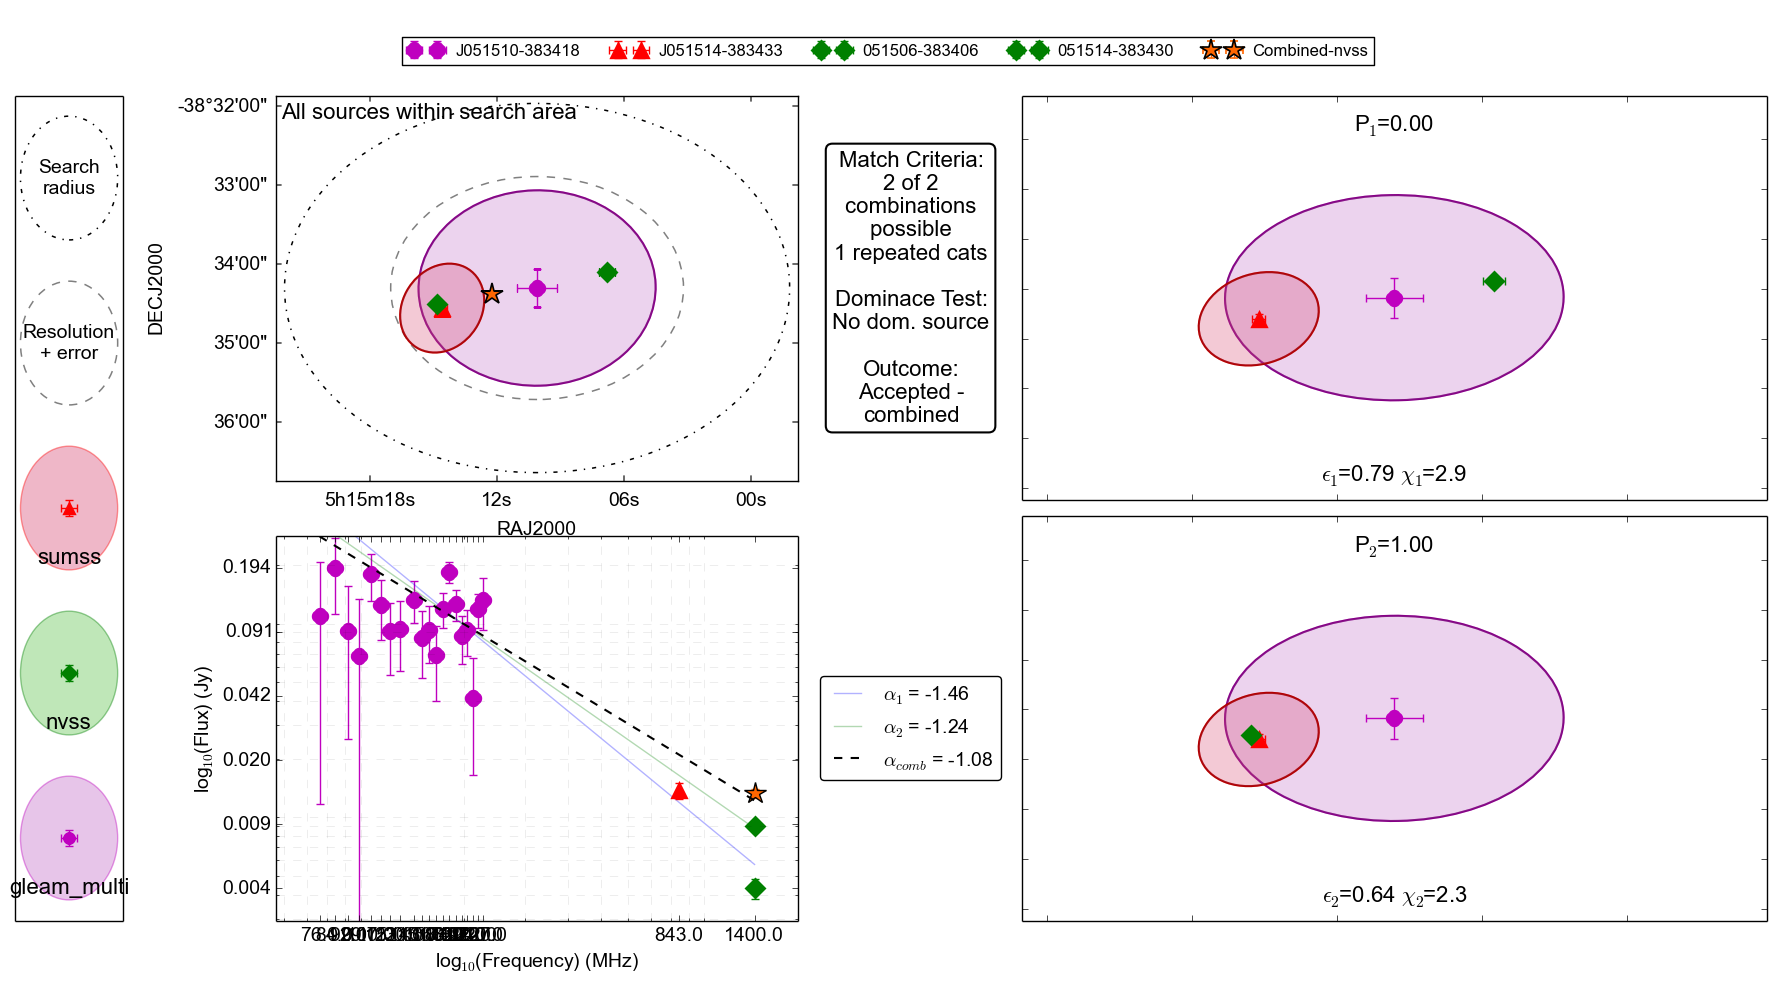 J051510-383418
J051514-383433
051506-383406
051514-383430
Combined-nvss
Search
radius
Resolution
+ error
sumss
nvss
gleam_multi
All sources within search area
-38°32'00"
33'00"
34'00"
35'00"
36'00"
DECJ2000
5h15m18s
12s
06s
00s
RAJ2000
Match Criteria:
2 of 2
combinations
possible
1 repeated cats
Dominace Test:
No dom. source
Outcome:
Accepted -
combined
P1=0.00
ϵ1=0.79 χ1=2.9
P2=1.00
ϵ2=0.64 χ2=2.3
0.194
0.091
0.042
0.020
0.009
0.004
log10(Flux) (Jy)
843.0
1400.0
log10(Frequency) (MHz)
α1 = -1.46
α2 = -1.24
αcomb = -1.08